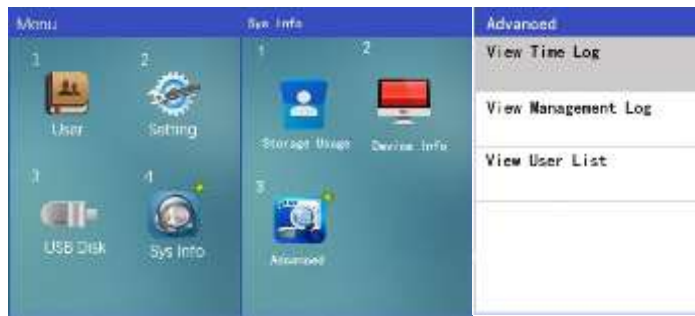 Menu
1
2
User
Setting
3
4
USB Disk
Sys Info
Sys Info
1
2
Storage Usage
Device Info
3
Advanced
Advanced
View Time Log
View Management Log
View User List